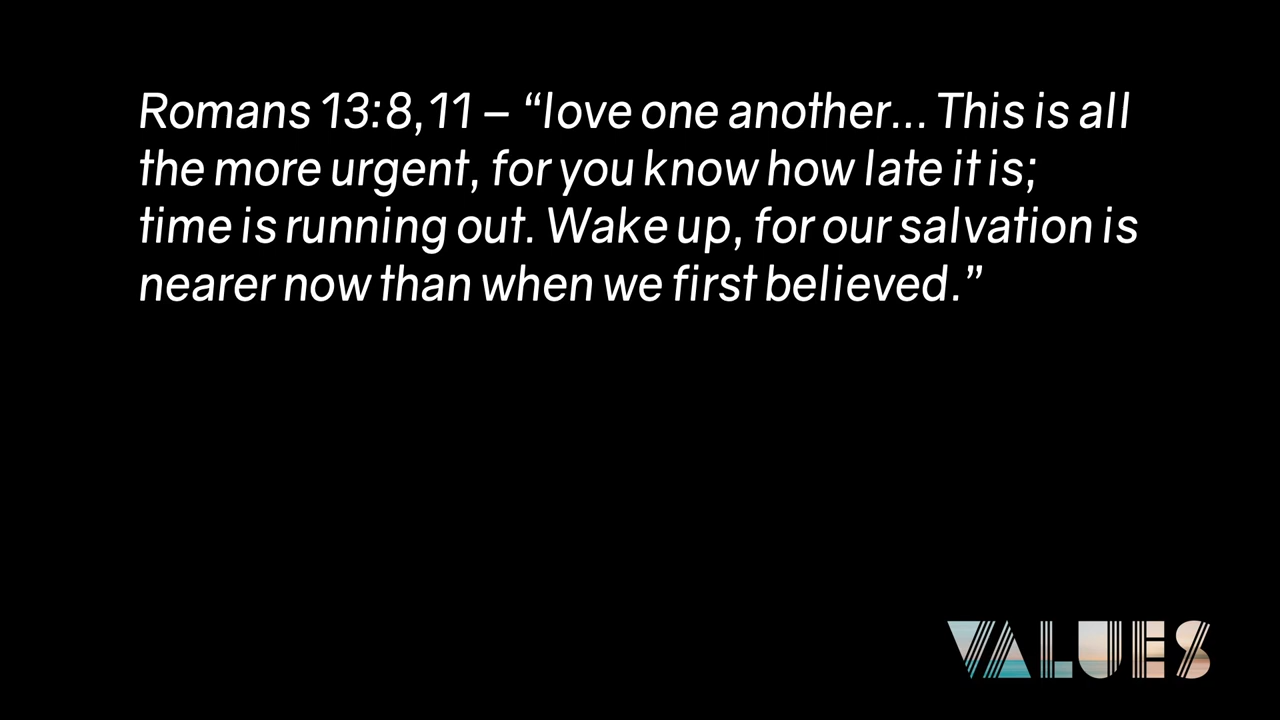 Romans 13:8,11 – “love one another... This is all
the more urgent, for you know how late it is;
time is running out. Wake up, for our salvation is
nearer now than when we first believed.”
VALUES